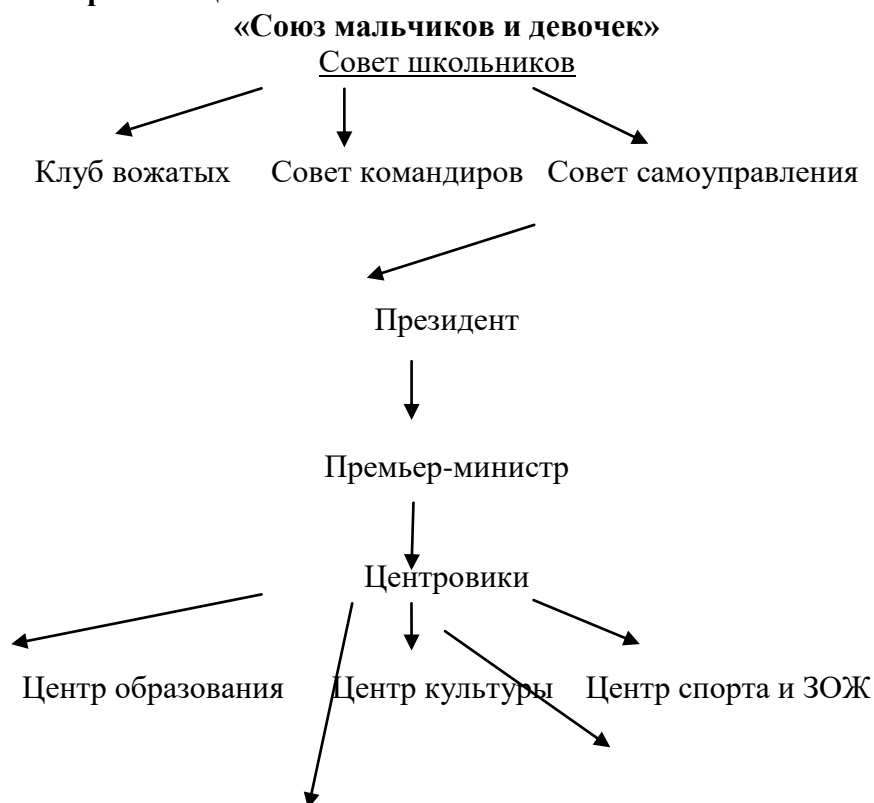 «Союз мальчиков и девочек»
Совет школьников
Клуб вожатых Совет командиров Совет самоуправления
Президент
Премьер-министр
Центровики
Центр образования Центр культуры Центр спорта и ЗОЖ